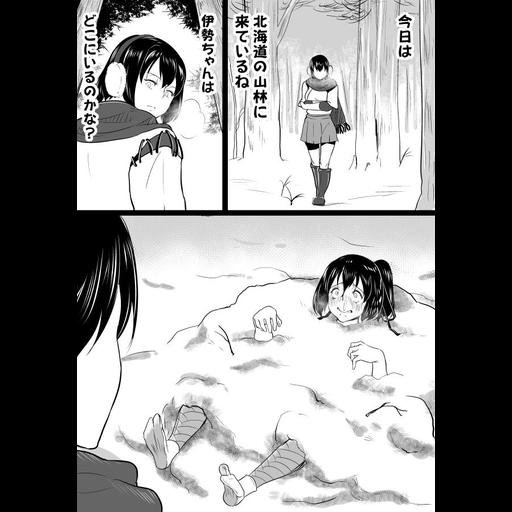 今日は
北海道の山林に
来ているね
伊勢ちゃんは
どこにいるのかな?